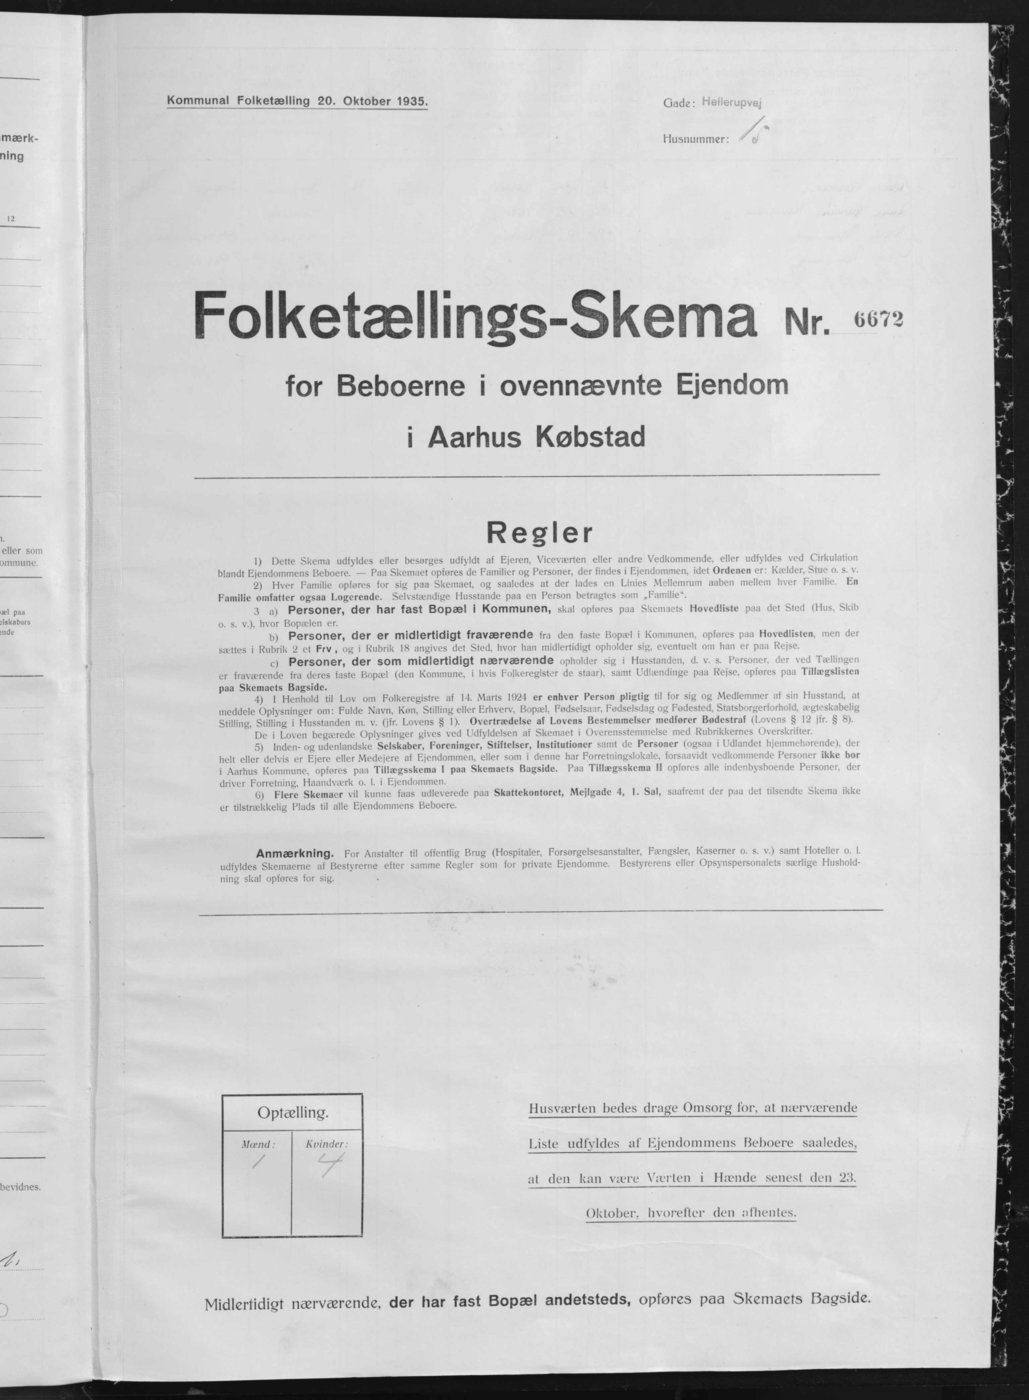 Kommunal Folketælling 20. Oktober 1935.
Gade: Hellerupvej
Husnummer: 15
Folketællings-Skema Nr. 6672
for Beboerne i ovennævnte Ejendom
i Aarhus Købstad
Regler
1) Dette Skema udfyldes eller besørges udfyldt af Ejeren, Viceværten eller andre Vedkommende, eller udfyldes ved Cirkulation
blandt Ejendommens Beboere. — Paa Skemaet opføres de Familier og Personer, der findes i Ejendommen, idet Ordenen er: Kælder, Stue o. s. v.
2) Hver Familie opføres for sig paa Skemaet, og saaledes at der lades en Linies Mellemrum aaben mellem hver Familie. En
Familie omfatter ogsaa Logerende. Selvstændige Husstande paa en Person betragtes som „Familie“.
3 a) Personer, der har fast Bopæl i Kommunen, skal opføres paa Skemaets Hovedliste paa det Sted (Hus, Skib
o. s. v.), hvor Bopælen er.
b) Personer, der er midlertidigt fraværende fra den faste Bopæl i Kommunen, opføres paa Hovedlisten, men der
sættes i Rubrik 2 et Frv, og i Rubrik 18 angives det Sted, hvor han midlertidigt opholder sig, eventuelt om han er paa Rejse.
c) Personer, der som midlertidigt nærværende opholder sig i Husstanden, d. v. s. Personer, der ved Tællingen
er fraværende fra deres faste Bopæl (den Kommune, i hvis Folkeregister de staar), samt Udlændinge paa Rejse, opføres paa Tillægslisten
paa Skemaets Bagside.
4) I Henhold til Lov om Folkeregistre af 14. Marts 1924 er enhver Person pligtig til for sig og Medlemmer af sin Husstand, at
meddele Oplysninger om: Fulde Navn, Køn, Stilling eller Erhverv, Bopæl, Fødselsaar, Fødselsdag og Fødested, Statsborgerforhold, ægteskabelig
Stilling, Stilling i Husstanden m. v. (jfr. Lovens § 1). Overtrædelse af Lovens Bestemmelser medfører Bødestraf (Lovens § 12 jfr. § 8).
De i Loven begærede Oplysninger gives ved Udfyldelsen af Skemaet i Overensstemmelse med Rubrikkernes Overskrifter.
5) Inden- og udenlandske Selskaber, Foreninger, Stiftelser, Institutioner samt de Personer (ogsaa i Udlandet hjemmehørende), der
helt eller delvis er Ejere eller Medejere af Ejendommen, eller som i denne har Forretningslokale, forsaavidt vedkommende Personer ikke bor
i Aarhus Kommune, opføres paa Tillægsskema I paa Skemaets Bagside. Paa Tillægsskema II opføres alle indenbysboende Personer, der
driver Forretning, Haandværk o. l. i Ejendommen.
6) Flere Skemaer vil kunne faas udleverede paa Skattekontoret, Mejlgade 4, 1. Sal, saafremt der paa det tilsendte Skema ikke
er tilstrækkelig Plads til alle Ejendommens Beboere.
Anmærkning. For Anstalter til offentlig Brug (Hospitaler, Forsørgelsesanstalter, Fængsler, Kaserner o. s. v.) samt Hoteller o. l.
udfyldes Skemaerne af Bestyrerne efter samme Regler som for private Ejendomme. Bestyrerens eller Opsynspersonalets særlige Hushold-
ning skal opføres for sig.
Optælling.
Mænd: Kvinder:
1 4
Husværten bedes drage Omsorg for, at nærværende
Liste udfyldes af Ejendommens Beboere saaledes,
at den kan være Værten i Hænde senest den 23.
Oktober, hvorefter den afhentes.
Midlertidigt nærværende, der har fast Bopæl andetsteds, opføres paa Skemaets Bagside.